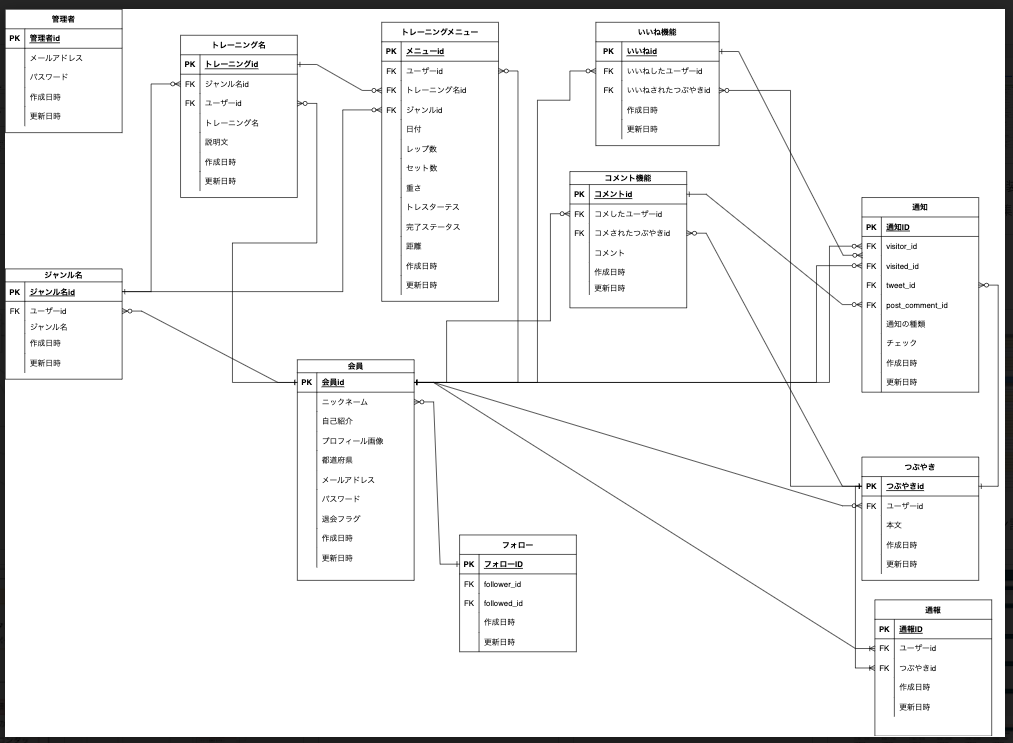 管理者
PK 管理者id
メールアドレス
パスワード
作成日時
更新日時
トレーニング名
PK トレーニングid
FK ジャンル名id
FK ユーザーid
トレーニング名
説明文
作成日時
更新日時
トレーニングメニュー
PK メニューid
FK ユーザーid
FK トレーニング名id
FK ジャンルid
日付
レップ数
セット数
重さ
トレスターテス
完了ステータス
距離
作成日時
更新日時
いいね機能
PK いいねid
FK いいねしたユーザーid
FK いいねされたつぶやきid
作成日時
更新日時
コメント機能
PK コメントid
FK コメしたユーザーid
FK コメされたつぶやきid
コメント
作成日時
更新日時
通知
PK 通知ID
FK visitor_id
FK visited_id
FK tweet_id
FK post_comment_id
通知の種類
チェック
作成日時
更新日時
ジャンル名
PK ジャンル名id
FK ユーザーid
ジャンル名
作成日時
更新日時
会員
PK 会員id
ニックネーム
自己紹介
プロフィール画像
都道府県
メールアドレス
パスワード
退会フラグ
作成日時
更新日時
つぶやき
PK つぶやきid
FK ユーザーid
本文
作成日時
更新日時
フォロー
PK フォローID
FK follower_id
FK followed_id
作成日時
更新日時
通報
PK 通報ID
FK ユーザーid
FK つぶやきid
作成日時
更新日時